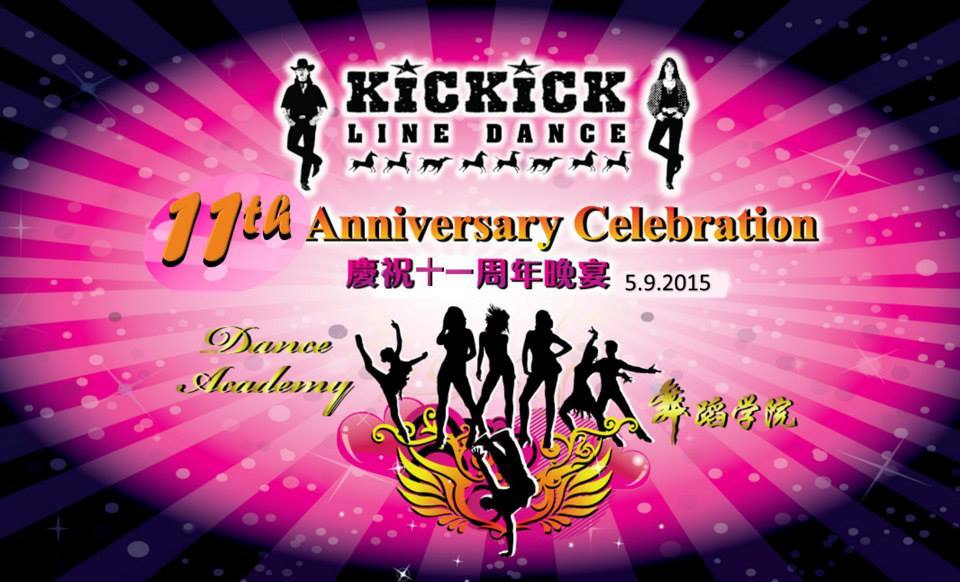 KiCKiCK
LINE DANCE
11th Anniversary Celebration
慶祝十一周年晚宴 5.9.2015
Dance
Academy
舞蹈学院